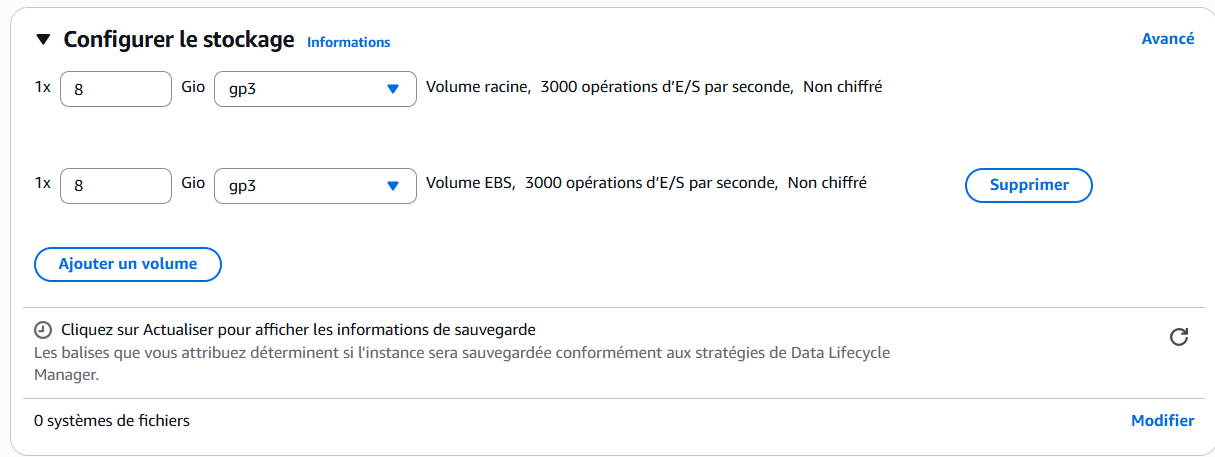 Configurer le stockage Informations Avancé
1x 8 Gio gp3 Volume racine, 3000 opérations d’E/S par seconde, Non chiffré
1x 8 Gio gp3 Volume EBS, 3000 opérations d’E/S par seconde, Non chiffré Supprimer
Ajouter un volume
Cliquez sur Actualiser pour afficher les informations de sauvegarde
Les balises que vous attribuez déterminent si l'instance sera sauvegardée conformément aux stratégies de Data Lifecycle
Manager.
0 systèmes de fichiers Modifier